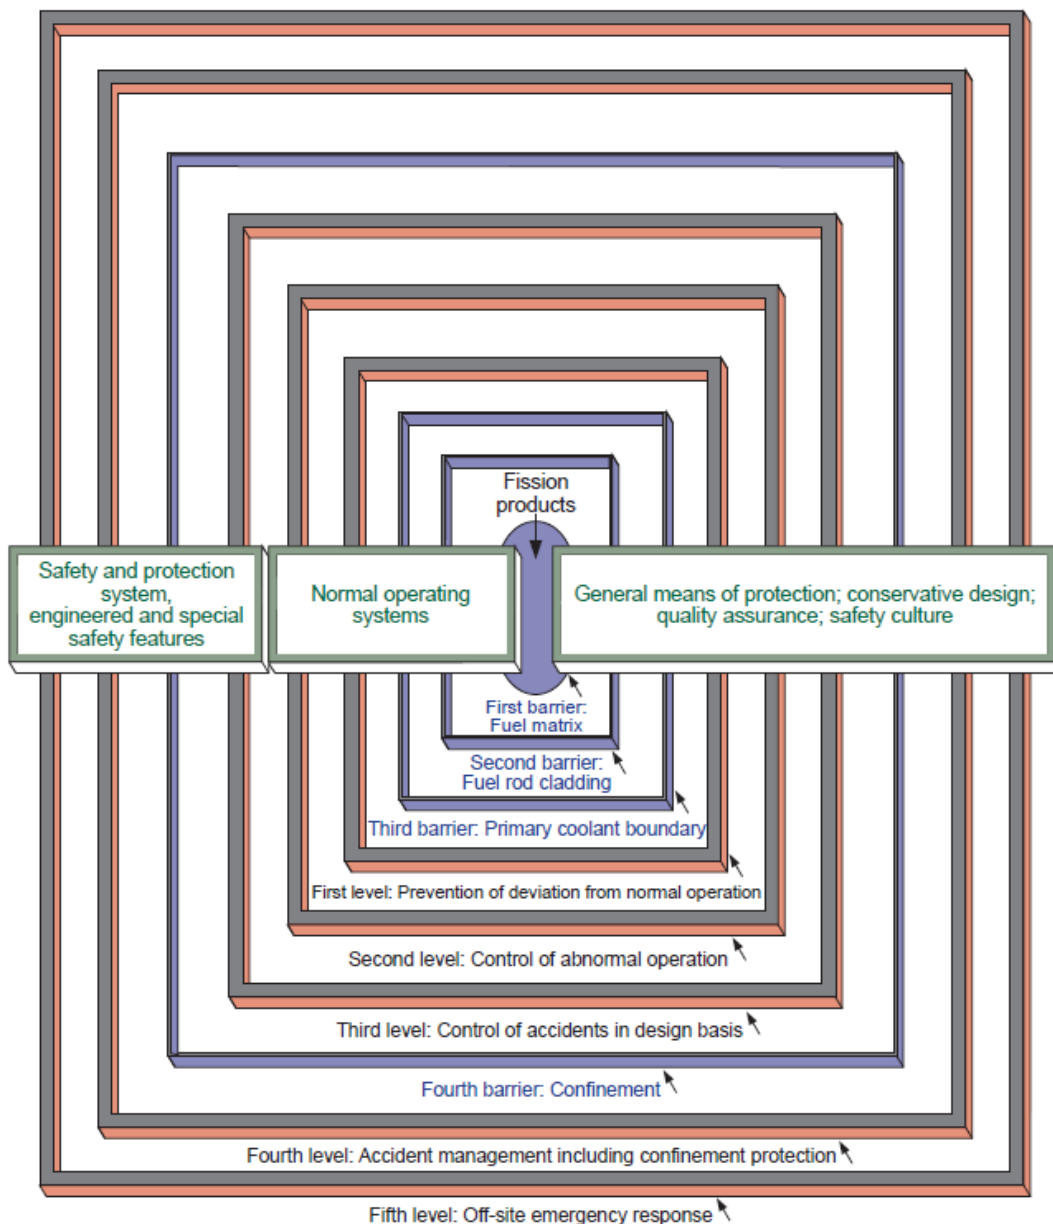 Fission
products
Safety and protection
system,
engineered and special
safety features
Normal operating
systems
General means of protection; conservative design;
quality assurance; safety culture
First barrier:
Fuel matrix
Second barrier:
Fuel rod cladding
Third barrier: Primary coolant boundary
First level: Prevention of deviation from normal operation
Second level: Control of abnormal operation
Third level: Control of accidents in design basis
Fourth barrier: Confinement
Fourth level: Accident management including confinement protection
Fifth level: Off-site emergency response